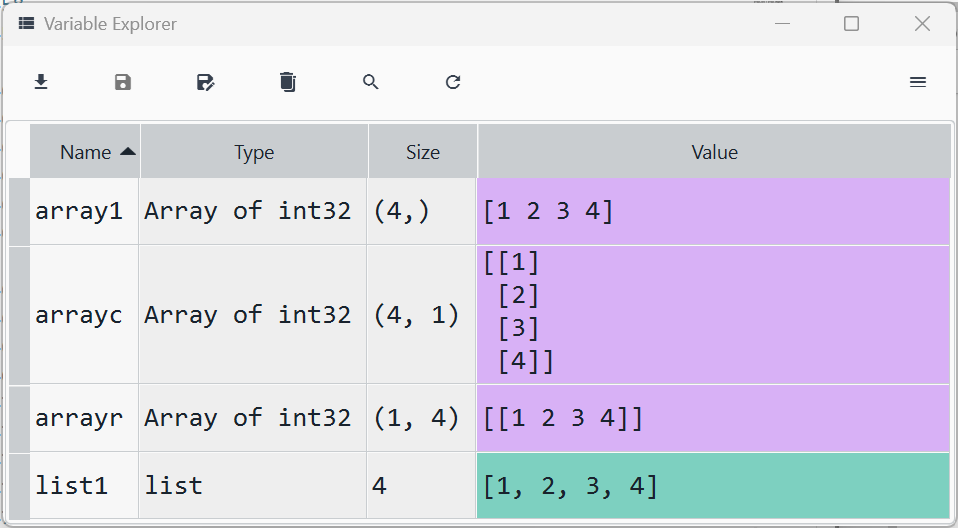 Variable Explorer
Name Type Size Value
array1 Array of int32 (4,) [1 2 3 4]
arrayc Array of int32 (4, 1) [[1]
[2]
[3]
[4]]
arrayr Array of int32 (1, 4) [[1 2 3 4]]
list1 list 4 [1, 2, 3, 4]